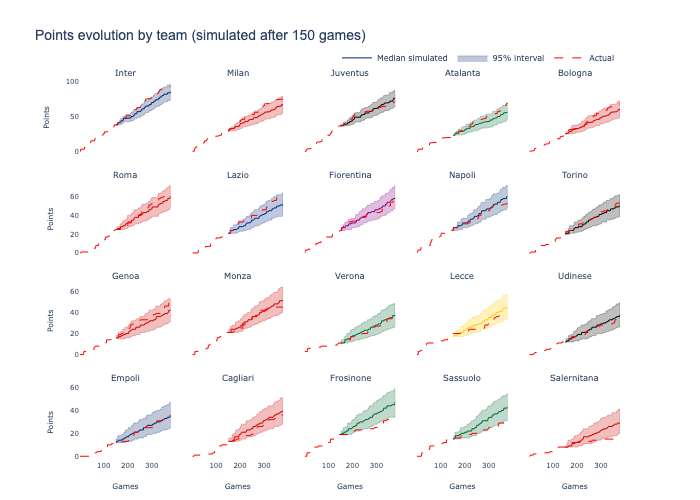 Points evolution by team (simulated after 150 games)
Median simulated 95% interval Actual
Inter Milan Juventus Atalanta Bologna
100
50
0
Points
Roma Lazio Fiorentina Napoli Torino
60
40
20
0
Points
Genoa Monza Verona Lecce Udinese
60
40
20
0
Points
Empoli Cagliari Frosinone Sassuolo Salernitana
60
40
20
0
Points
100 200 300 100 200 300 100 200 300 100 200 300 100 200 300
Games Games Games Games Games